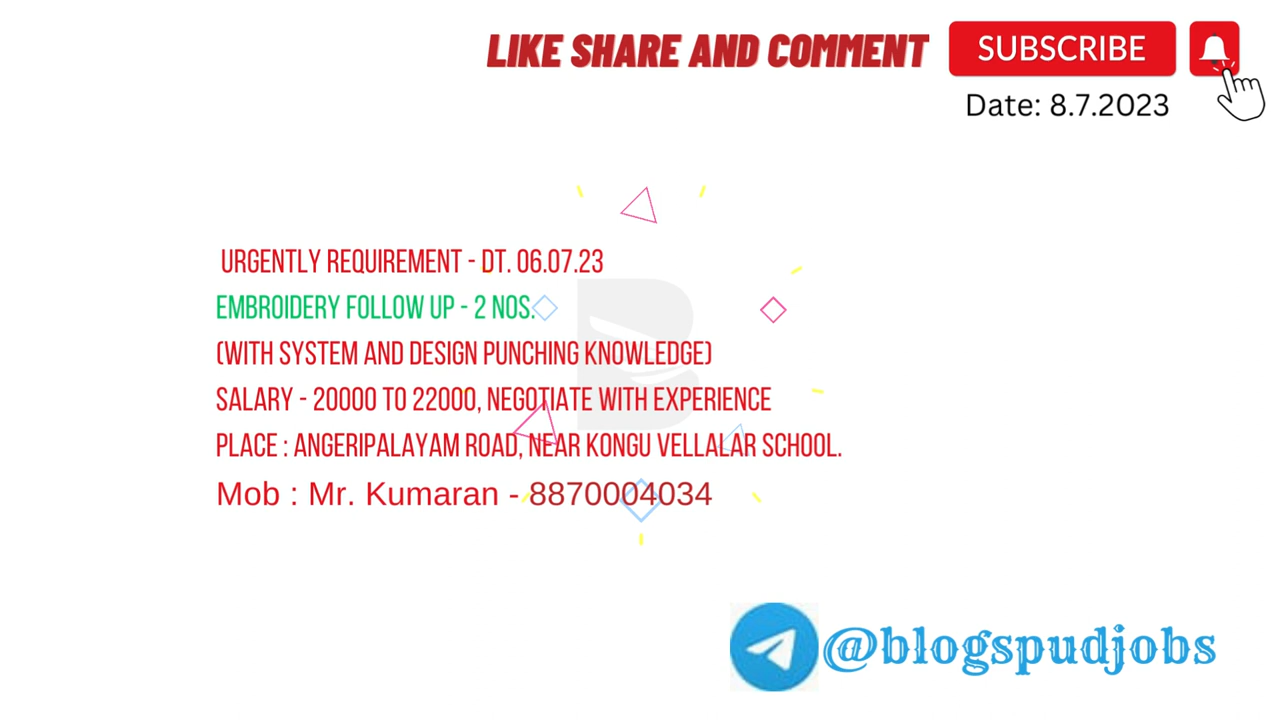 LIKE SHARE AND COMMENT
SUBSCRIBE
Date: 8.7.2023
URGENTLY REQUIREMENT - DT. 06.07.23
EMBROIDERY FOLLOW UP - 2 NOS.
(WITH SYSTEM AND DESIGN PUNCHING KNOWLEDGE)
SALARY - 20000 TO 22000, NEGOTIATE WITH EXPERIENCE
PLACE : ANGERIPALAYAM ROAD, NEAR KONGU VELLALAR SCHOOL.
Mob : Mr. Kumaran - 8870004034
@blogspudjobs